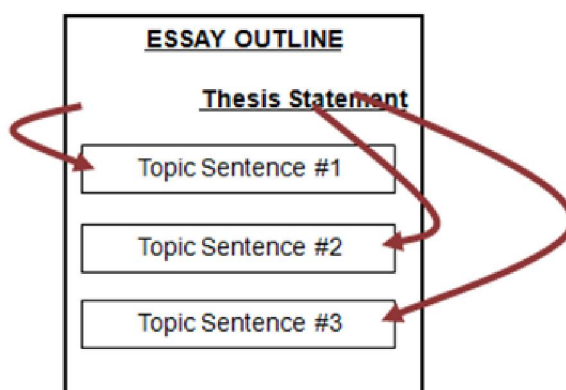 ESSAY OUTLINE
Thesis Statement
Topic Sentence #1
Topic Sentence #2
Topic Sentence #3